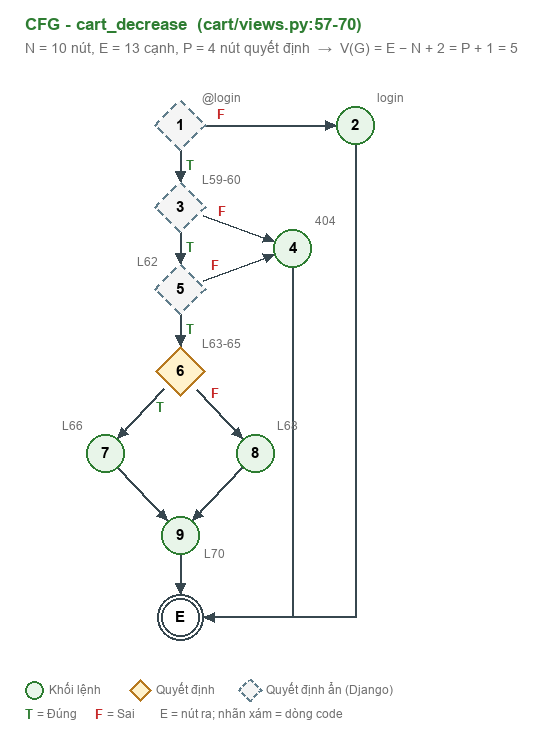 CFG - cart_decrease (cart/views.py:57-70)
N = 10 nút, E = 13 cạnh, P = 4 nút quyết định → V(G) = E − N + 2 = P + 1 = 5
@login
login
1
F
2
T
L59-60
3
F
404
T
4
L62
F
5
T
L63-65
6
T
F
L66
L68
7
8
9
L70
E
Khối lệnh
Quyết định
Quyết định ẩn (Django)
T = Đúng
F = Sai
E = nút ra; nhãn xám = dòng code